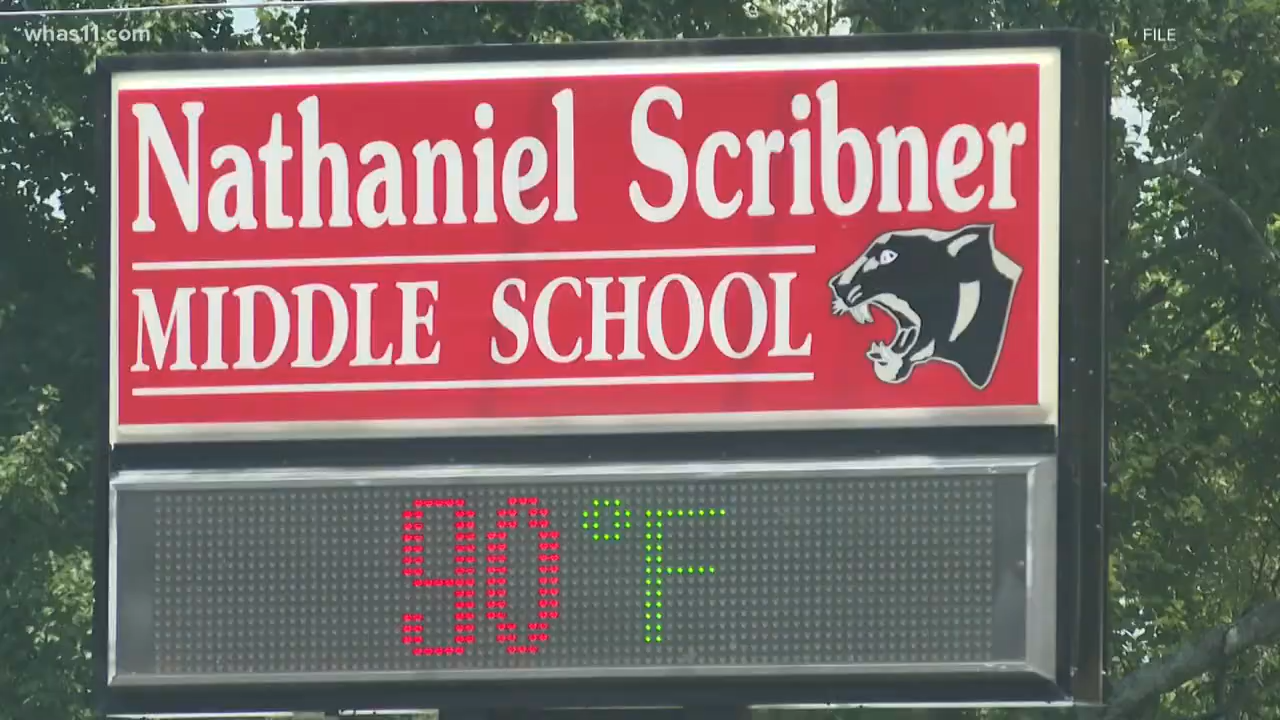 whas11.com
FILE
Nathaniel Scribner
MIDDLE SCHOOL
90°F